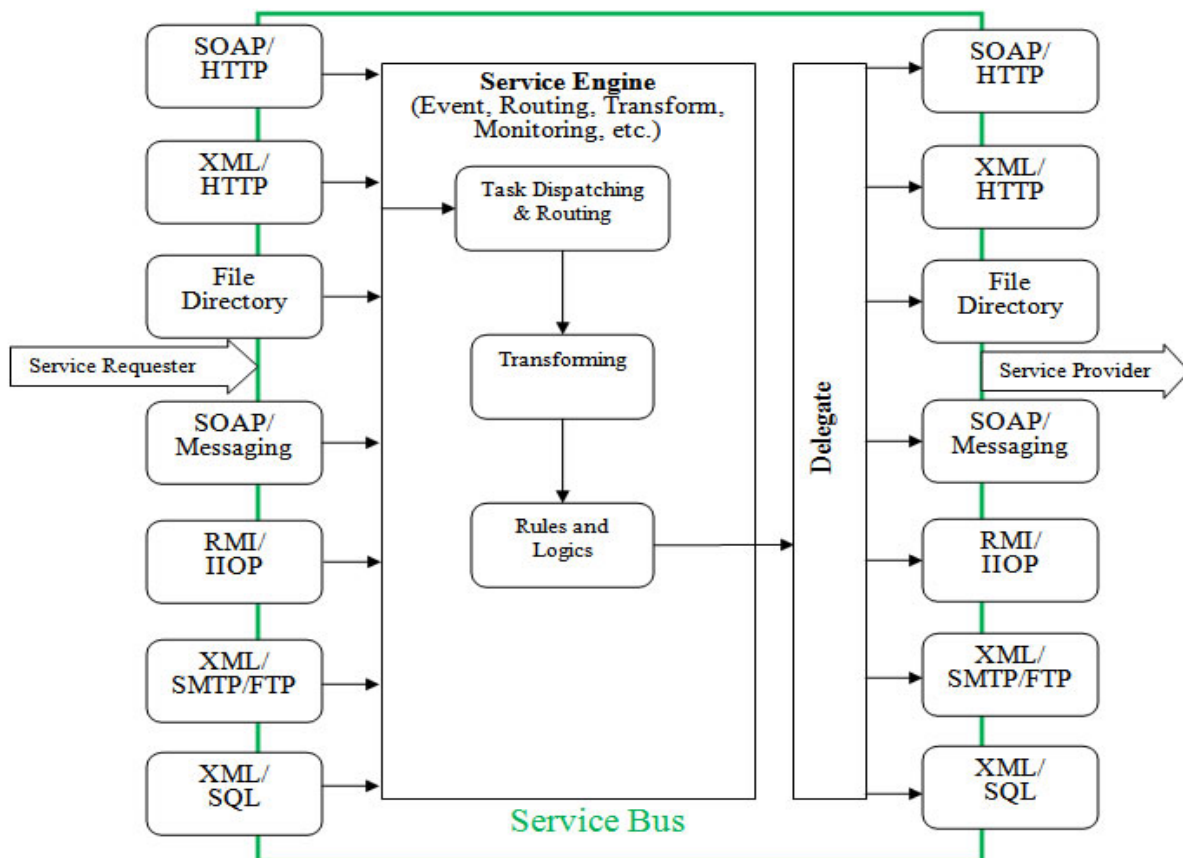 SOAP/
HTTP
XML/
HTTP
File
Directory
Service Requester
SOAP/
Messaging
RMI/
IIOP
XML/
SMTP/FTP
XML/
SQL
Service Engine
(Event, Routing, Transform,
Monitoring, etc.)
Task Dispatching
& Routing
Transforming
Rules and
Logics
Delegate
SOAP/
HTTP
XML/
HTTP
File
Directory
Service Provider
SOAP/
Messaging
RMI/
IIOP
XML/
SMTP/FTP
XML/
SQL
Service Bus